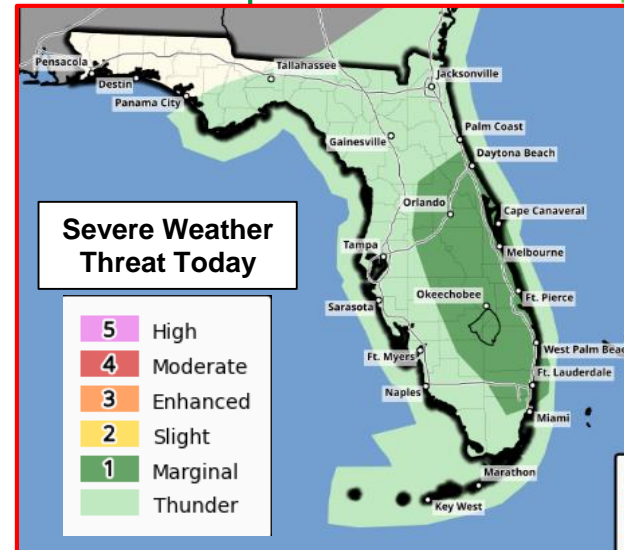 Pensacola
Destin
Panama City
Tallahassee
Jacksonville
Gainesville
Palm Coast
Daytona Beach
Orlando
Cape Canaveral
Severe Weather
Threat Today
Tampa
Melbourne
Sarasota
Okeechobee
Ft. Pierce
Ft. Myers
West Palm Beac
Naples
Ft. Lauderdale
Miami
Marathon
Key West
5 High
4 Moderate
3 Enhanced
2 Slight
1 Marginal
Thunder